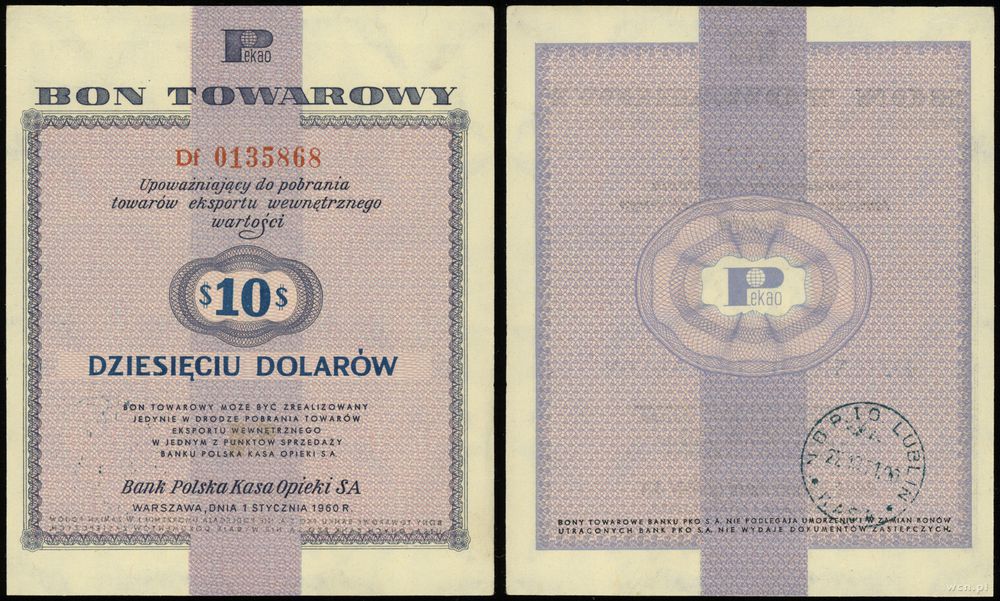 Pekao
BON TOWAROWY
Df 0135868
Upoważniający do pobrania
towarów eksportu wewnętrznego
wartości
$10$
DZIESIĘCIU DOLARÓW
BON TOWAROWY MOŻE BYĆ ZREALIZOWANY
JEDYNIE W DRODZE POBRANIA TOWARÓW
EKSPORTU WEWNĘTRZNEGO
W JEDNYM Z PUNKTÓW SPRZEDAŻY
BANKU POLSKA KASA OPIEKI S.A.
Bank Polska Kasa Opieki SA
WARSZAWA, DNIA 1 STYCZNIA 1960 R.
Pekao
LUBLIN
BONY TOWAROWE BANKU PKO S.A. NIE PODLEGAJĄ UMORZENIU I W ZAMIAN BONÓW
UTRACONYCH BANK PKO S.A. NIE WYDAJE DOKUMENTÓW ZASTĘPCZYCH.
wcn.pl